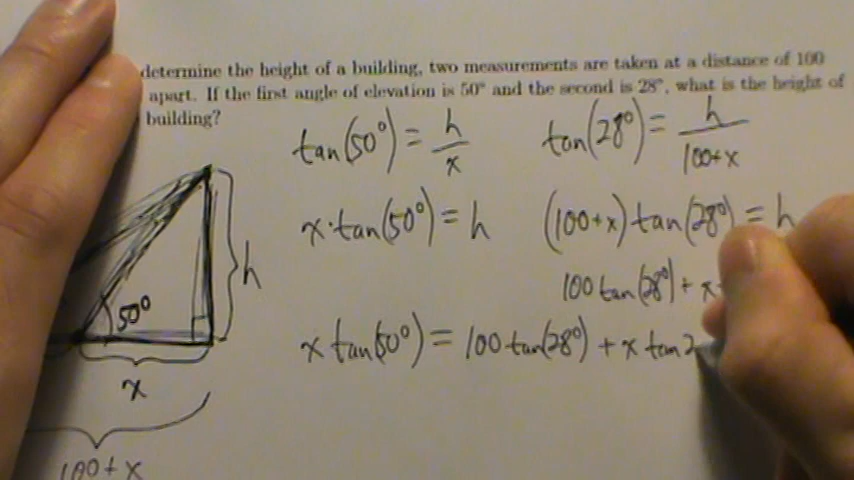 determine the height of a building, two measurements are taken at a distance of 100
apart. If the first angle of elevation is 50° and the second is 28°, what is the height of
building?
tan(50°) = h/x
tan(28°) = h/(100+x)
x·tan(50°) = h
(100+x) tan(28°) = h
100 tan(28°) + x
x tan(50°) = 100 tan(28°) + x tan 2
h
50°
x
100 + x